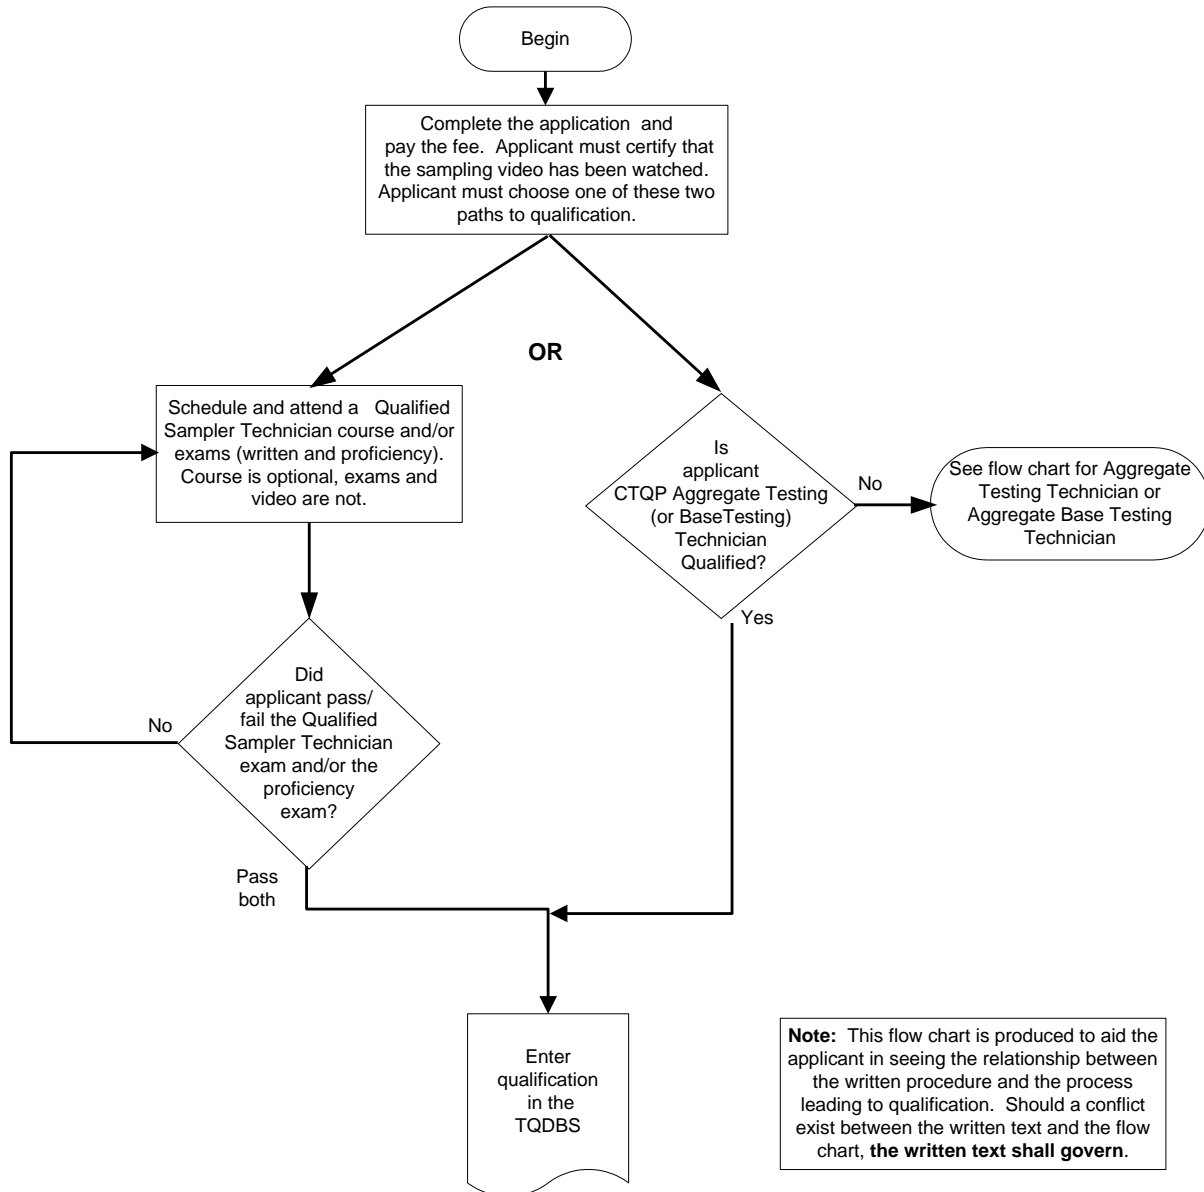 Begin
Complete the application and
pay the fee. Applicant must certify that
the sampling video has been watched.
Applicant must choose one of these two
paths to qualification.
OR
Schedule and attend a Qualified
Sampler Technician course and/or
exams (written and proficiency).
Course is optional, exams and
video are not.
Is
applicant
CTQP Aggregate Testing
(or BaseTesting)
Technician
Qualified?
No
See flow chart for Aggregate
Testing Technician or
Aggregate Base Testing
Technician
Yes
Did
applicant pass/
fail the Qualified
Sampler Technician
exam and/or the
proficiency
exam?
No
Pass
both
Enter
qualification
in the
TQDBS
Note: This flow chart is produced to aid the
applicant in seeing the relationship between
the written procedure and the process
leading to qualification. Should a conflict
exist between the written text and the flow
chart, the written text shall govern.